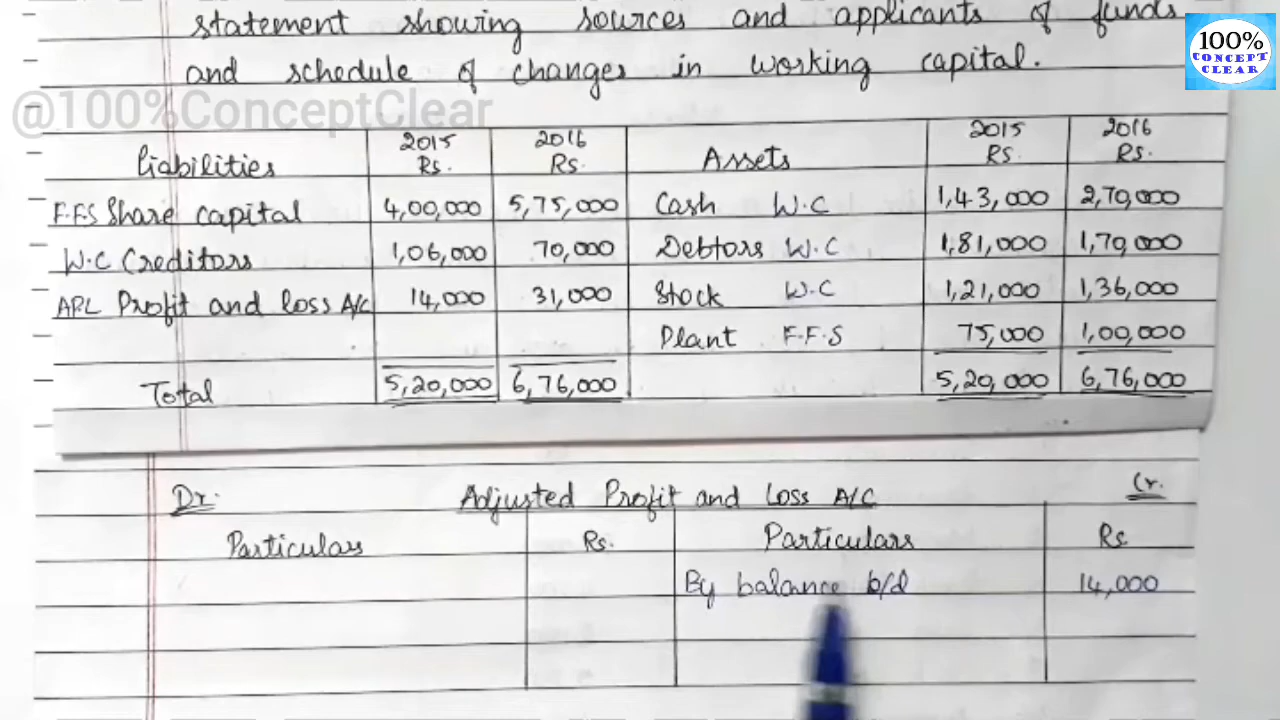 statement showing sources and applicants of funds
and schedule of changes in working capital.
100%
CONCEPT
CLEAR
@100%ConceptClear
Liabilities 2015 Rs. 2016 Rs. Assets 2015 RS. 2016 Rs.
F.F.S Share capital 4,00,000 5,75,000 Cash W.C 1,43,000 2,70,000
W.C Creditors 1,06,000 70,000 Debtors W.C 1,81,000 1,70,000
APL Profit and loss A/C 14,000 31,000 Stock W.C 1,21,000 1,36,000
Plant F.F.S 75,000 1,00,000
Total 5,20,000 6,76,000 5,20,000 6,76,000
Dr. Adjusted Profit and Loss A/C Cr.
Particulars Rs. Particulars Rs
By balance b/d 14,000